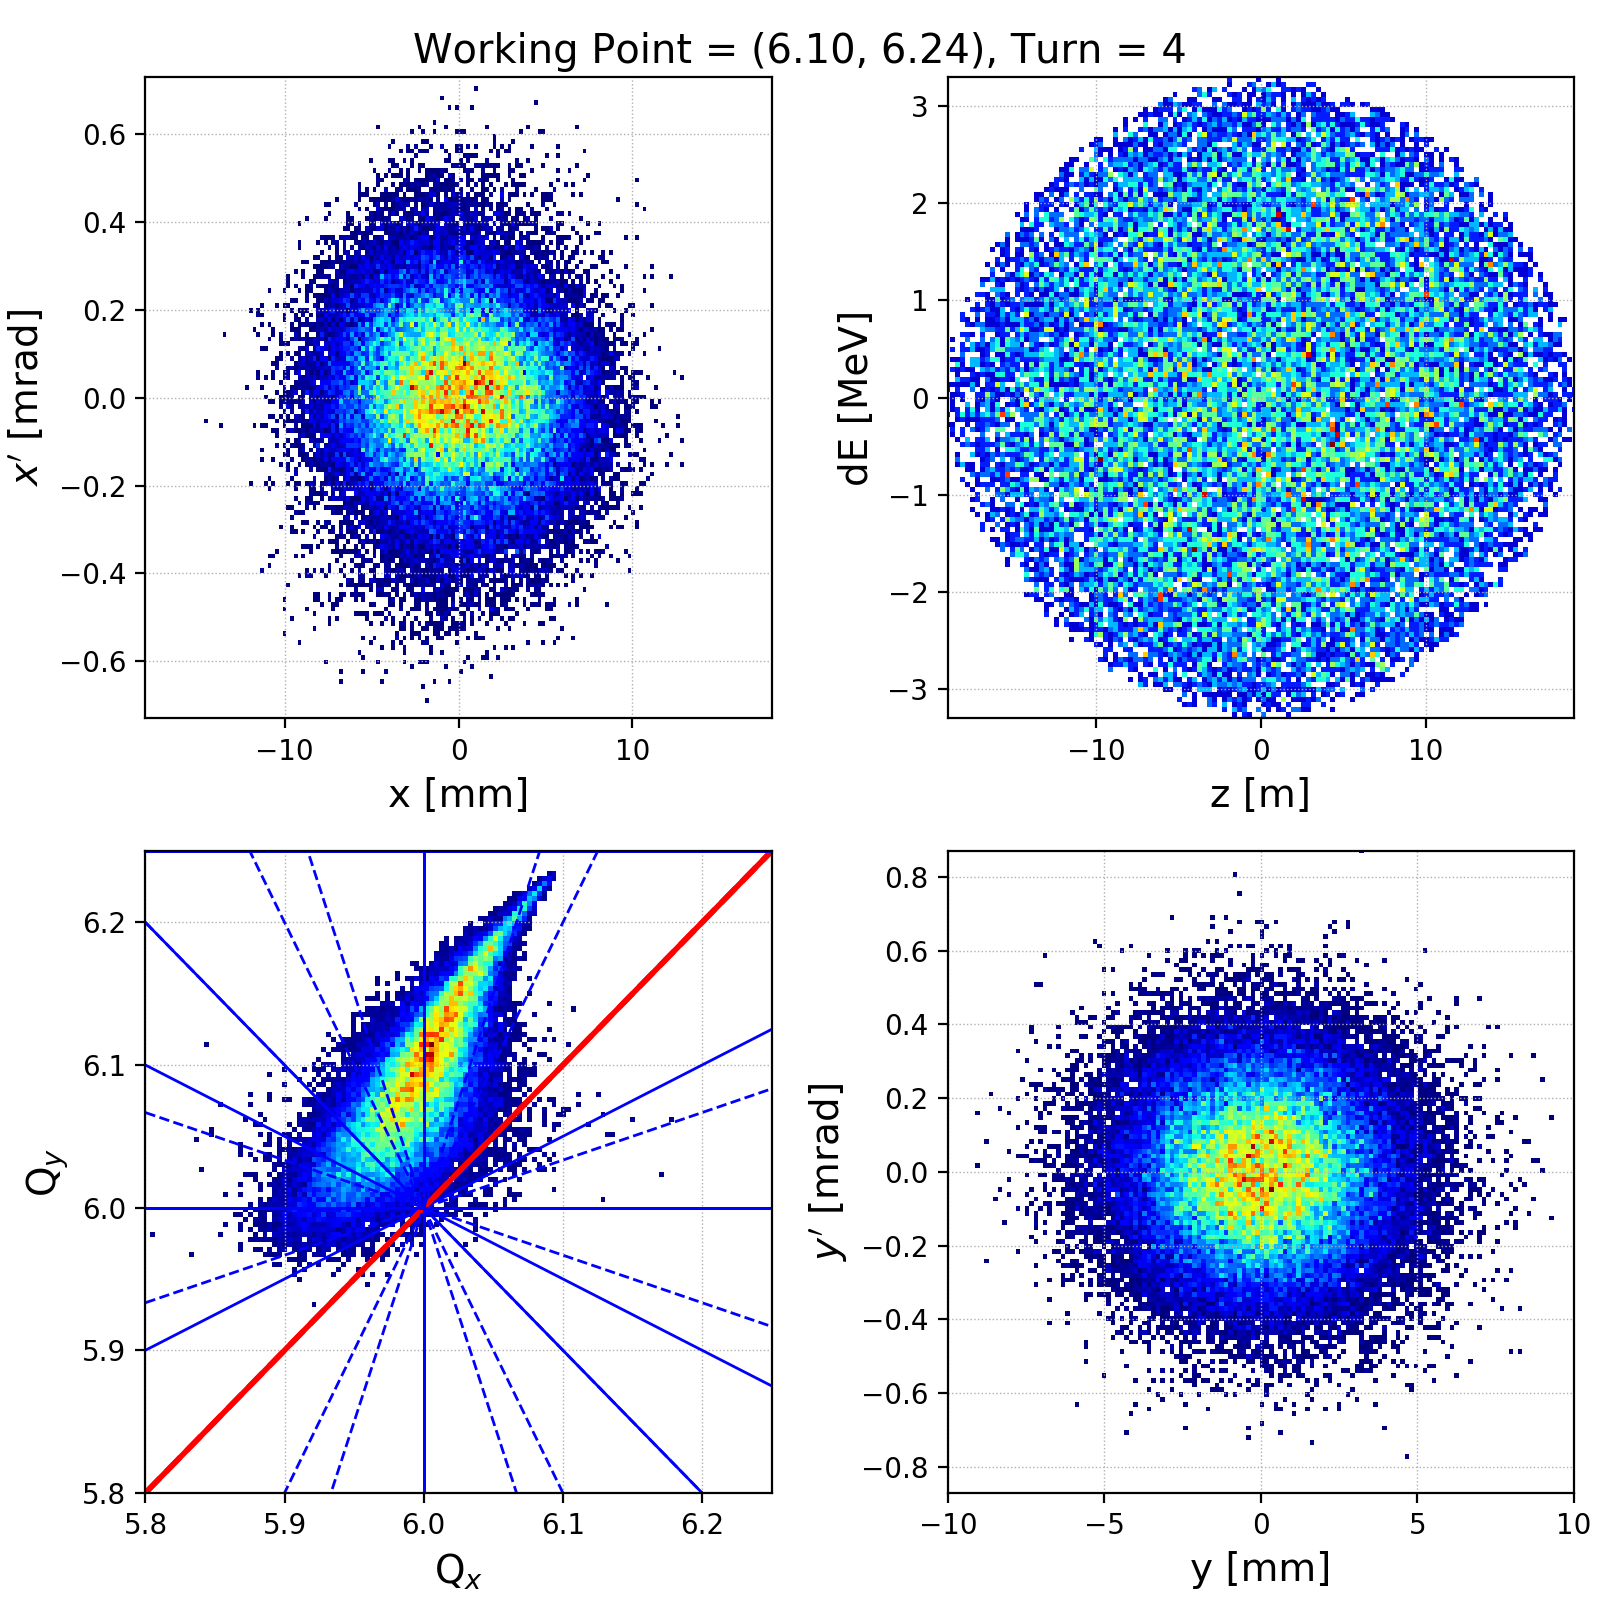 Working Point = (6.10, 6.24), Turn = 4
0.6
0.4
0.2
0.0
−0.2
−0.4
−0.6
x′ [mrad]
−10 0 10
x [mm]
3
2
1
0
−1
−2
−3
dE [MeV]
−10 0 10
z [m]
6.2
6.1
6.0
5.9
5.8
Q_y
5.8 5.9 6.0 6.1 6.2
Q_x
0.8
0.6
0.4
0.2
0.0
−0.2
−0.4
−0.6
−0.8
y′ [mrad]
−10 −5 0 5 10
y [mm]